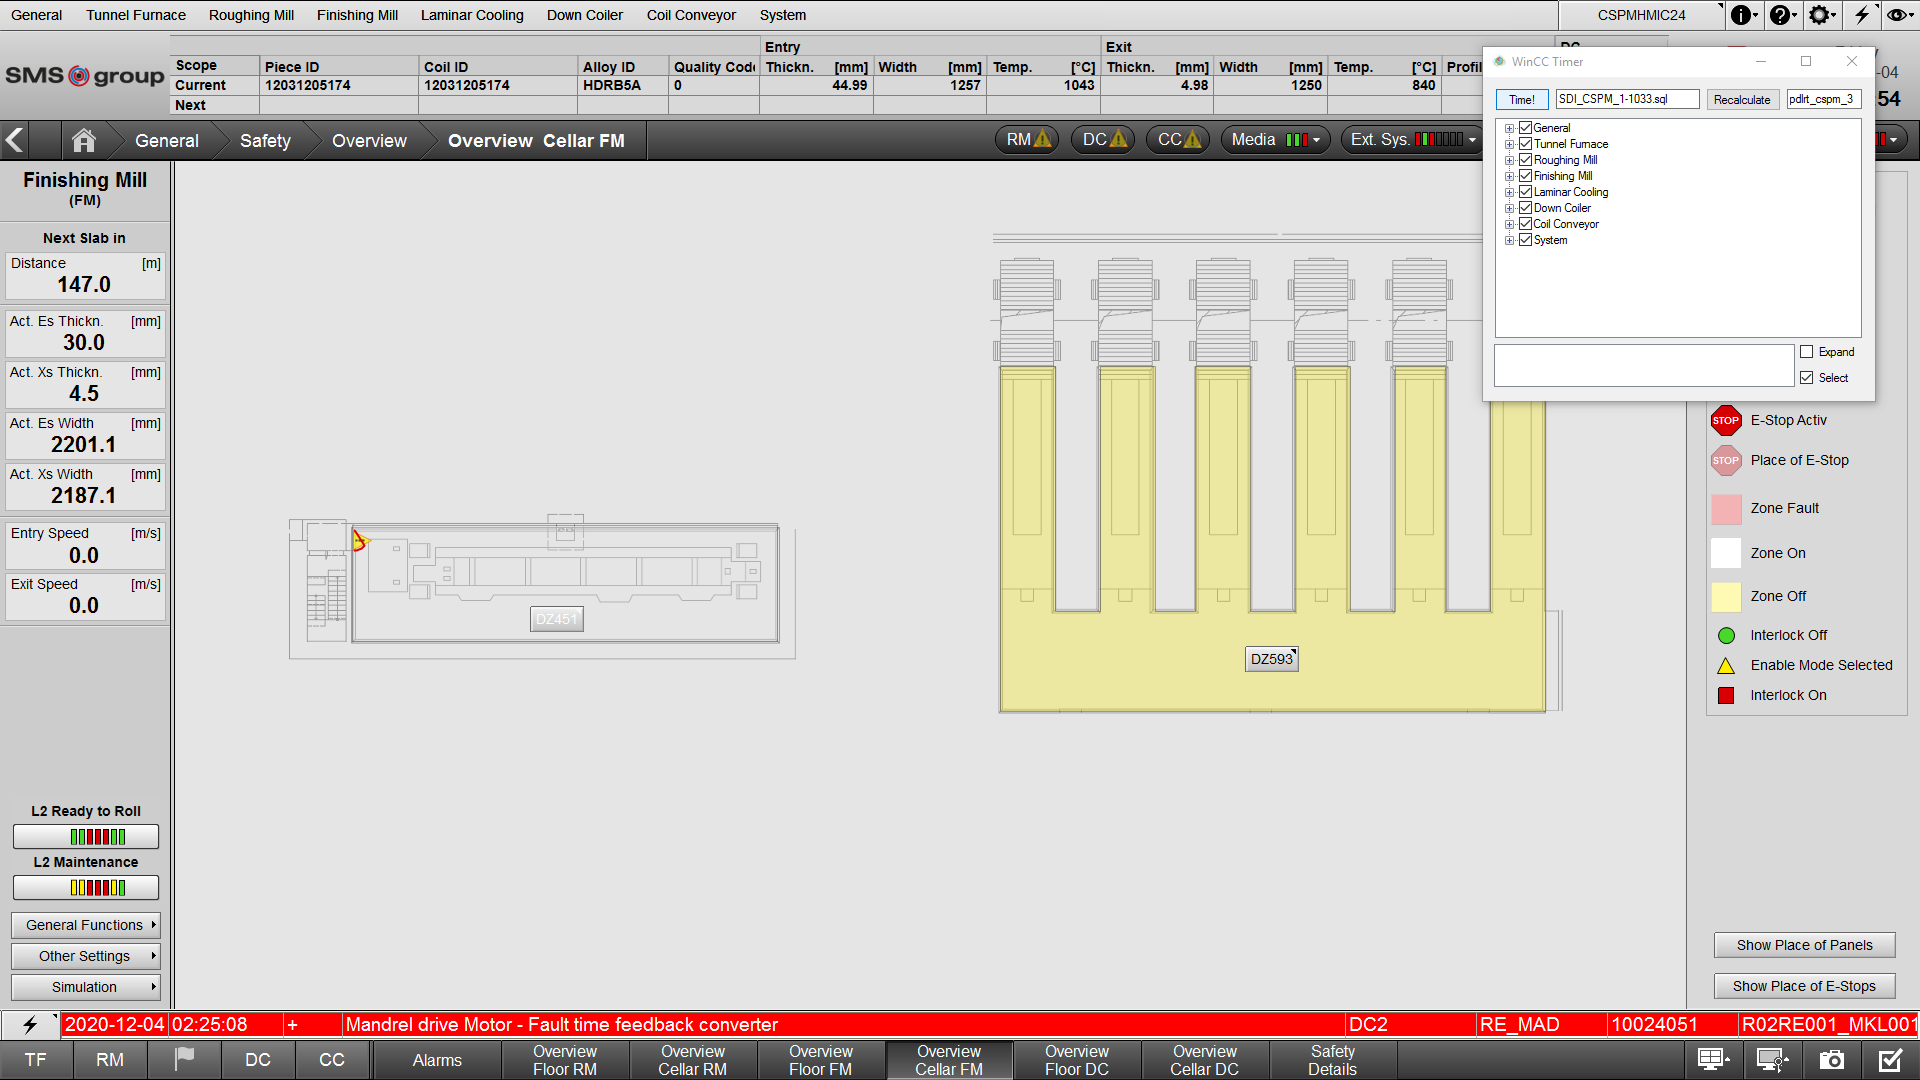 General Tunnel Furnace Roughing Mill Finishing Mill Laminar Cooling Down Coiler Coil Conveyor System CSPMHMIC24
SMS group
Entry Exit
Scope Piece ID Coil ID Alloy ID Quality Code Thickn. [mm] Width [mm] Temp. [°C] Thickn. [mm] Width [mm] Temp. [°C] Profil
Current 12031205174 12031205174 HDRB5A 0 44.99 1257 1043 4.98 1250 840
Next
-04
54
General Safety Overview Overview Cellar FM RM DC CC Media Ext. Sys.
WinCC Timer
Time! SDI_CSPM_1-1033.sql Recalculate pdlrt_cspm_3
General
Tunnel Furnace
Roughing Mill
Finishing Mill
Laminar Cooling
Down Coiler
Coil Conveyor
System
Expand
Select
Finishing Mill
(FM)
Next Slab in
Distance [m]
147.0
Act. Es Thickn. [mm]
30.0
Act. Xs Thickn. [mm]
4.5
Act. Es Width [mm]
2201.1
Act. Xs Width [mm]
2187.1
Entry Speed [m/s]
0.0
Exit Speed [m/s]
0.0
L2 Ready to Roll
L2 Maintenance
General Functions
Other Settings
Simulation
DZ451
DZ593
STOP E-Stop Activ
STOP Place of E-Stop
Zone Fault
Zone On
Zone Off
Interlock Off
Enable Mode Selected
Interlock On
Show Place of Panels
Show Place of E-Stops
2020-12-04 02:25:08 + Mandrel drive Motor - Fault time feedback converter DC2 RE_MAD 10024051 R02RE001_MKL001
TF RM DC CC Alarms
Overview Floor RM
Overview Cellar RM
Overview Floor FM
Overview Cellar FM
Overview Floor DC
Overview Cellar DC
Safety Details